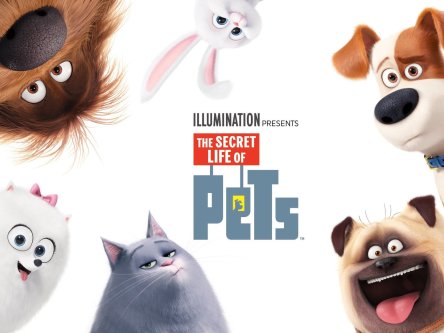 ILLUMINATION PRESENTS
THE SECRET
LIFE OF
PETS